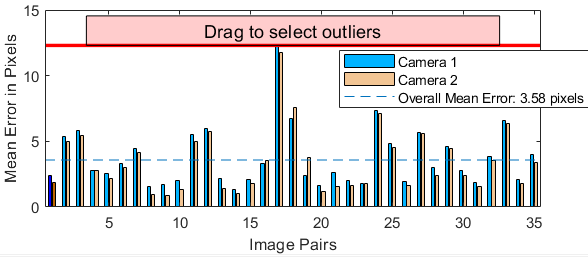 15
Drag to select outliers
Camera 1
Camera 2
Overall Mean Error: 3.58 pixels
10
5
0
Mean Error in Pixels
5 10 15 20 25 30 35
Image Pairs